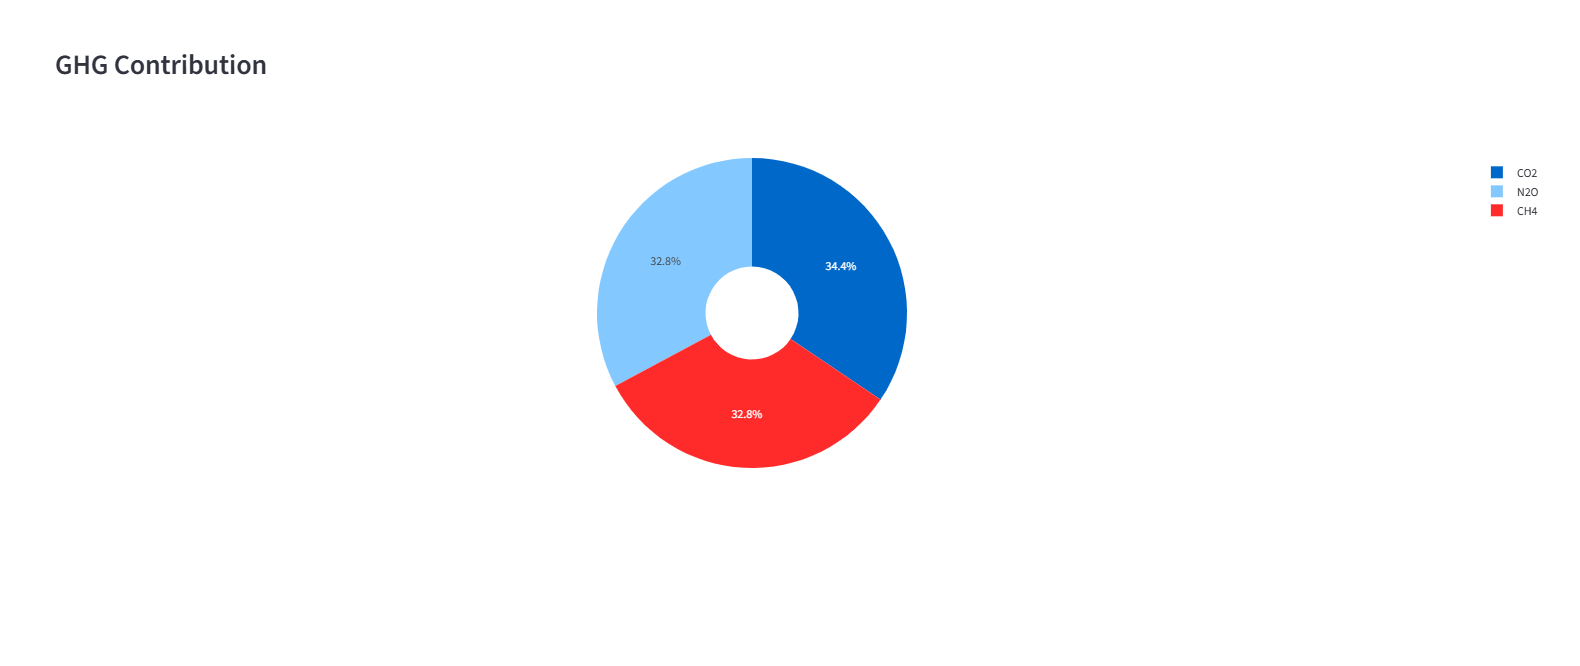 GHG Contribution
CO2
N2O
CH4
32.8%
34.4%
32.8%